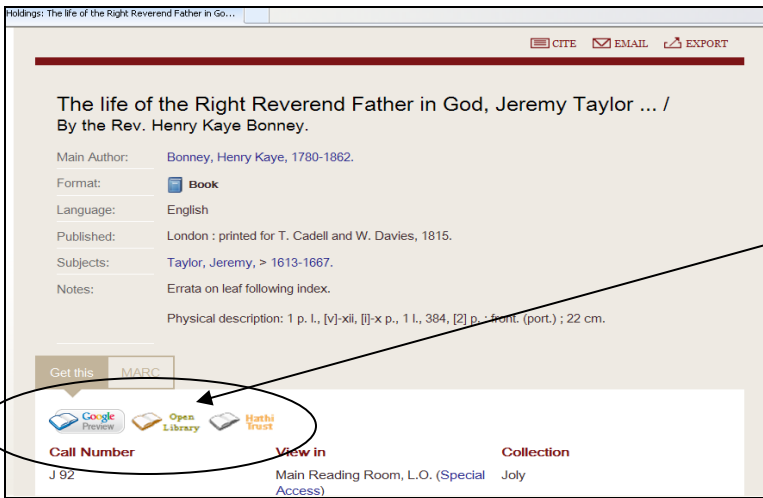 Holdings: The life of the Right Reverend Father in Go...
CITE EMAIL EXPORT
The life of the Right Reverend Father in God, Jeremy Taylor ... /
By the Rev. Henry Kaye Bonney.
Main Author: Bonney, Henry Kaye, 1780-1862.
Format: Book
Language: English
Published: London : printed for T. Cadell and W. Davies, 1815.
Subjects: Taylor, Jeremy, > 1613-1667.
Notes: Errata on leaf following index.
Physical description: 1 p. l., [v]-xii, [i]-x p., 1 l., 384, [2] p. : front. (port.) ; 22 cm.
Get this MARC
Google Preview Open Library Hathi Trust
Call Number View in Collection
J 92 Main Reading Room, L.O. (Special Joly
Access)